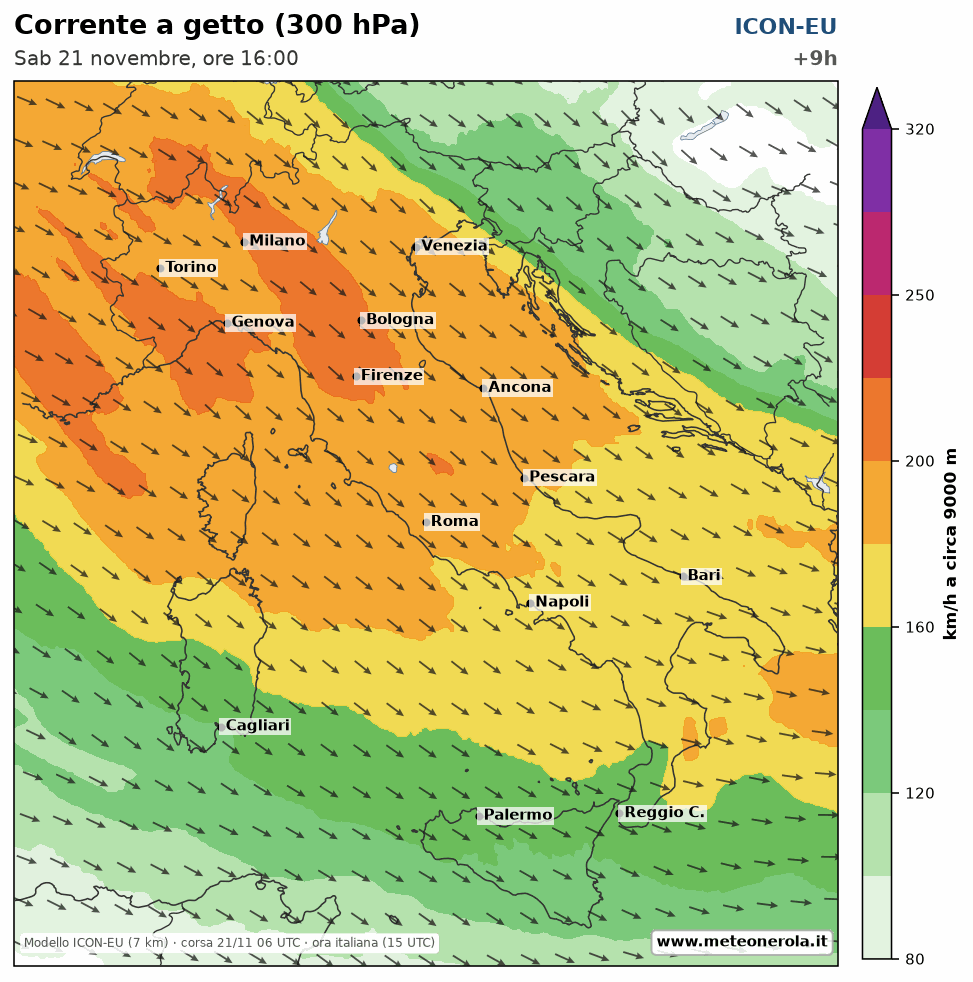 Corrente a getto (300 hPa)
ICON-EU
Sab 21 novembre, ore 16:00
+9h
320
250
200
160
120
80
km/h a circa 9000 m
Milano
Venezia
Torino
Genova
Bologna
Firenze
Ancona
Pescara
Roma
Bari
Napoli
Cagliari
Palermo
Reggio C.
Modello ICON-EU (7 km) · corsa 21/11 06 UTC · ora italiana (15 UTC)
www.meteonerola.it